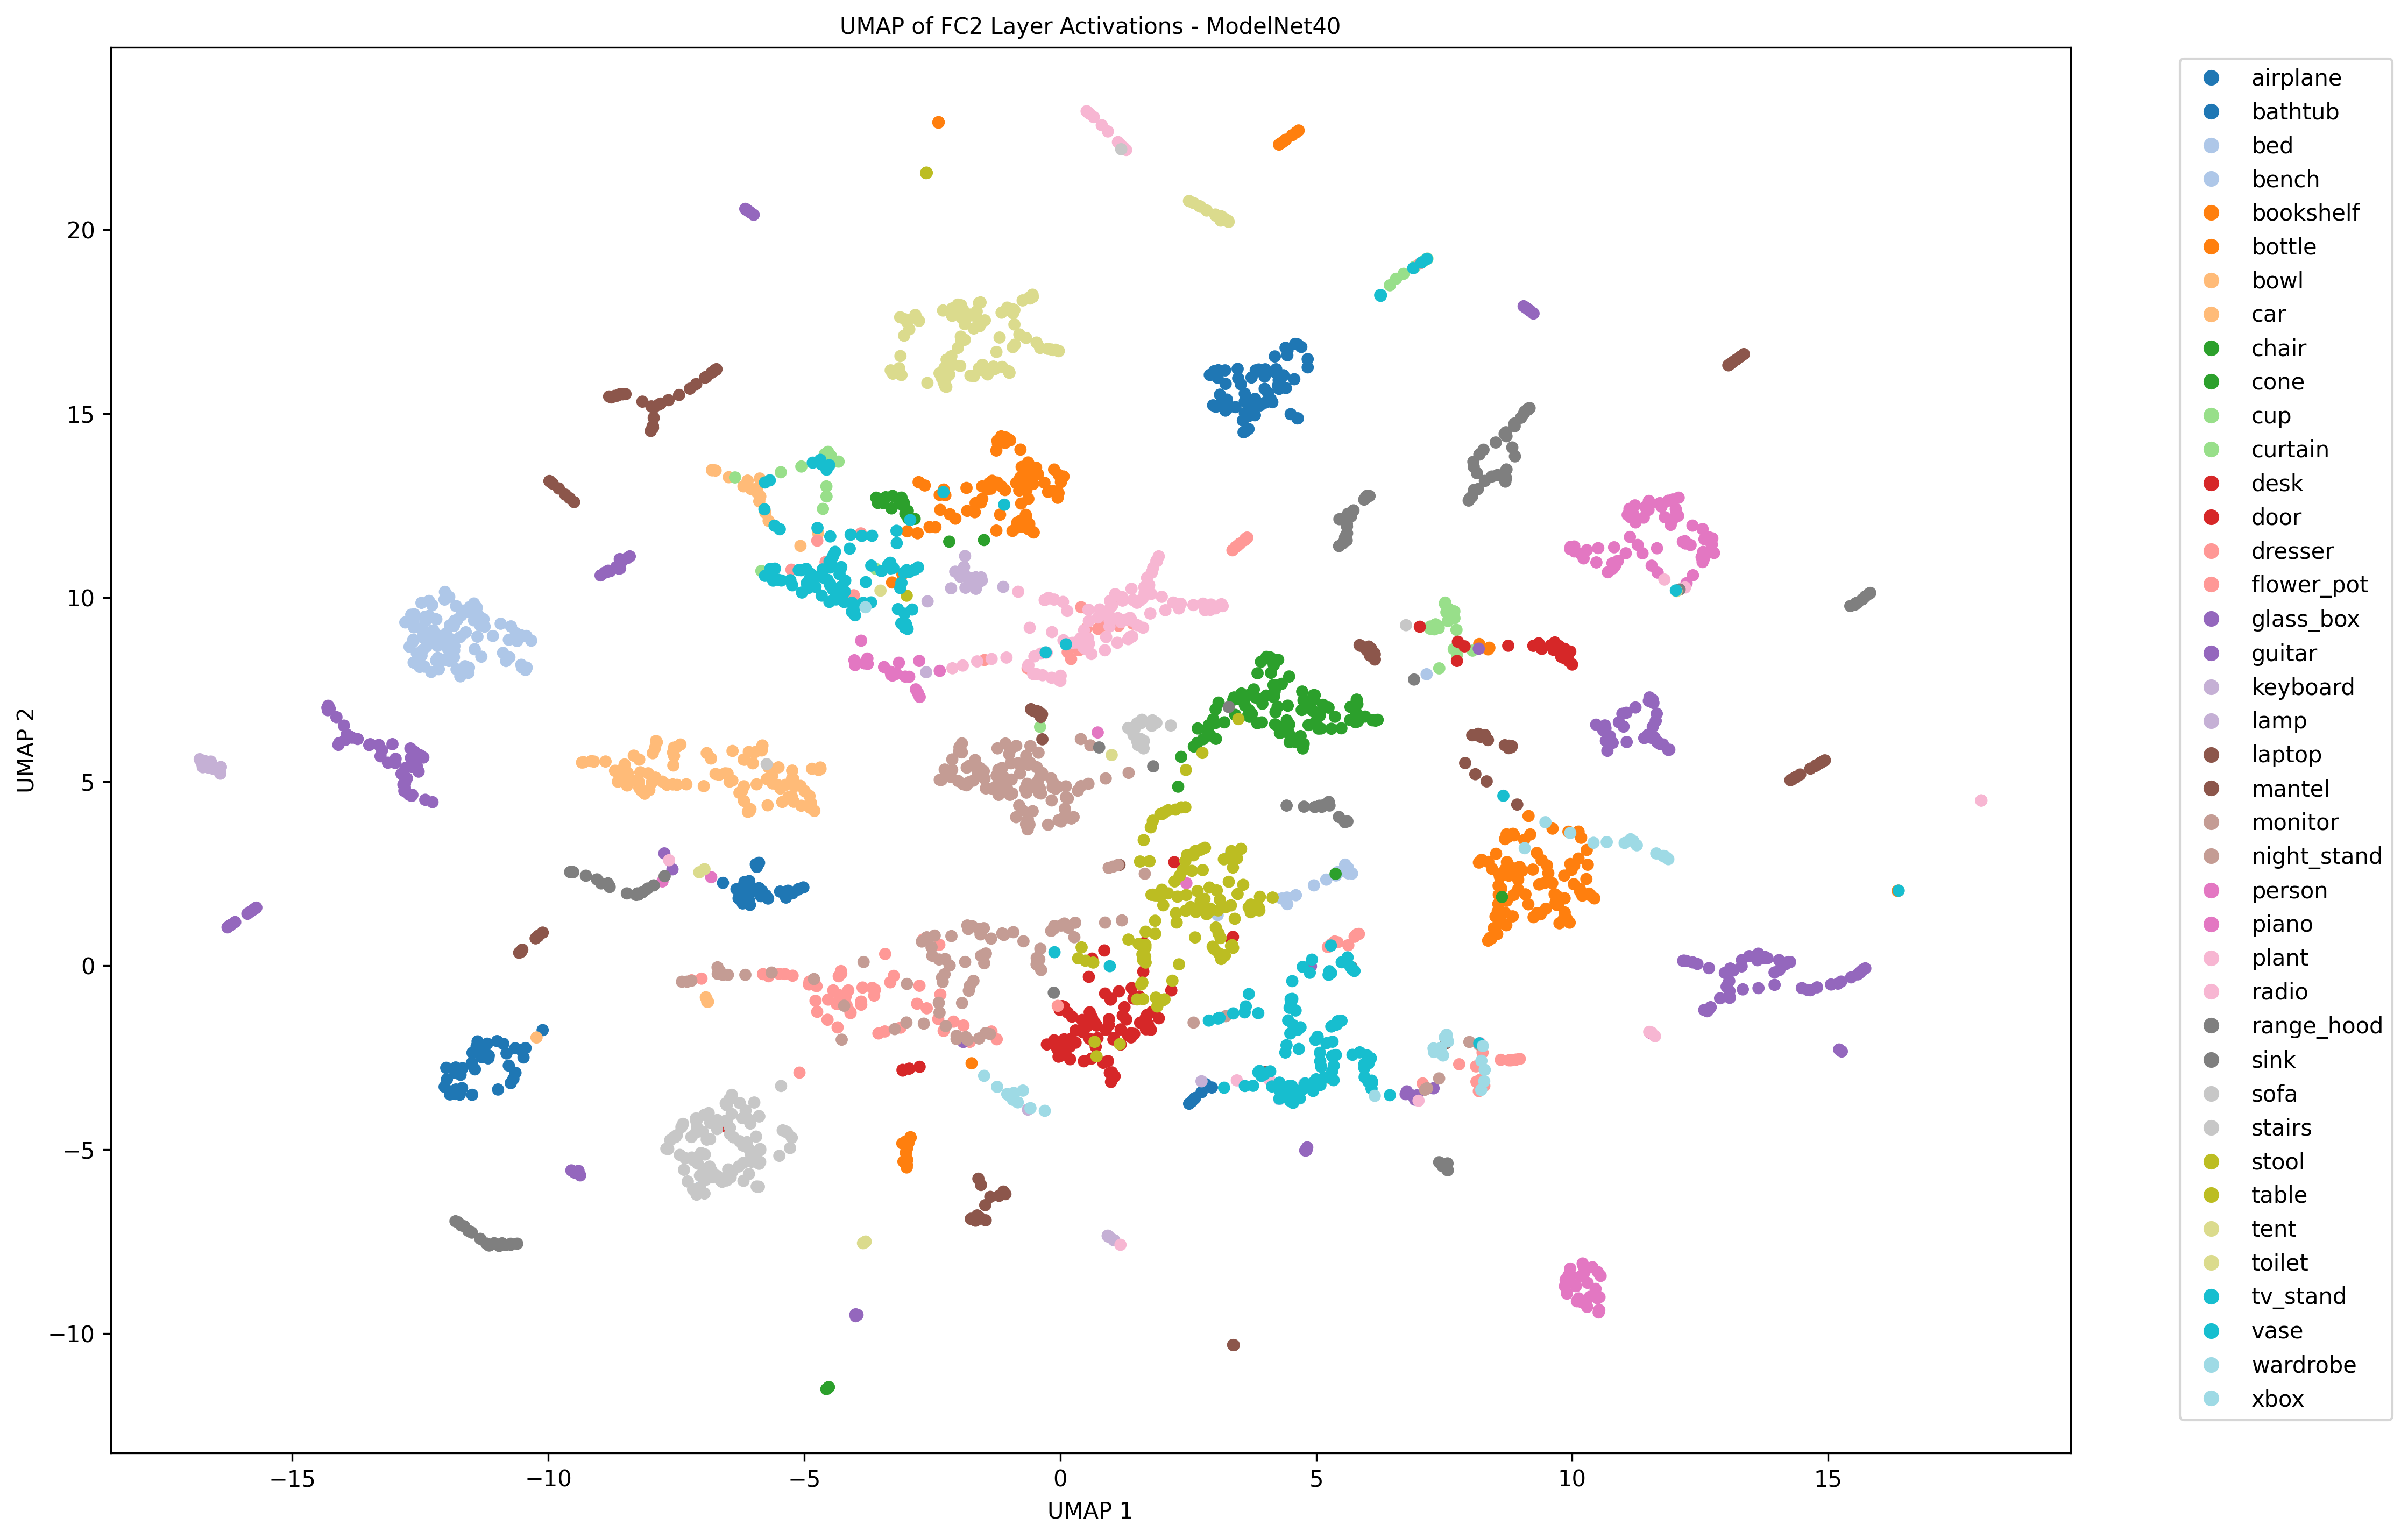 UMAP of FC2 Layer Activations - ModelNet40
20
15
10
5
0
−5
−10
UMAP 2
−15
−10
−5
0
5
10
15
UMAP 1
airplane
bathtub
bed
bench
bookshelf
bottle
bowl
car
chair
cone
cup
curtain
desk
door
dresser
flower_pot
glass_box
guitar
keyboard
lamp
laptop
mantel
monitor
night_stand
person
piano
plant
radio
range_hood
sink
sofa
stairs
stool
table
tent
toilet
tv_stand
vase
wardrobe
xbox